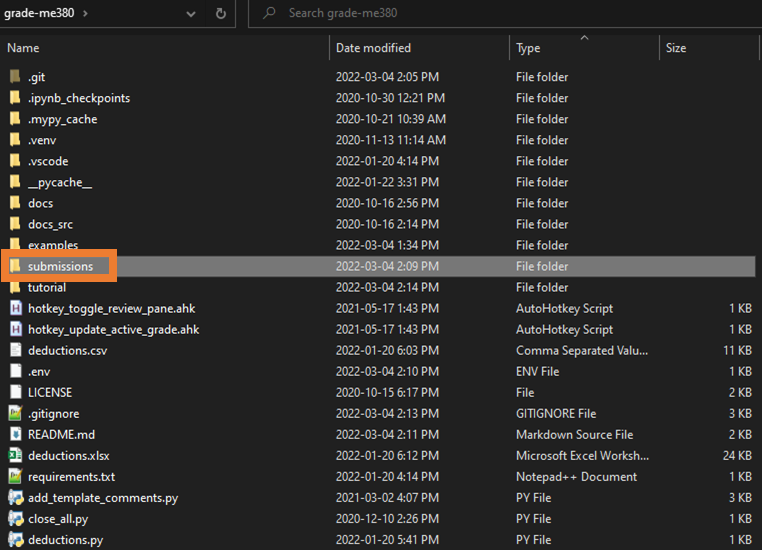 grade-me380
Search grade-me380
Name Date modified Type Size
.git 2022-03-04 2:05 PM File folder
.ipynb_checkpoints 2020-10-30 12:21 PM File folder
.mypy_cache 2020-10-21 10:39 AM File folder
.venv 2020-11-13 11:14 AM File folder
.vscode 2022-01-20 4:14 PM File folder
__pycache__ 2022-01-22 3:31 PM File folder
docs 2020-10-16 2:56 PM File folder
docs_src 2020-10-16 2:14 PM File folder
examples 2022-03-04 1:34 PM File folder
submissions 2022-03-04 2:09 PM File folder
tutorial 2022-03-04 2:14 PM File folder
hotkey_toggle_review_pane.ahk 2021-05-17 1:43 PM AutoHotkey Script 1 KB
hotkey_update_active_grade.ahk 2021-05-17 1:43 PM AutoHotkey Script 1 KB
deductions.csv 2022-01-20 6:03 PM Comma Separated Valu... 11 KB
.env 2022-03-04 2:10 PM ENV File 1 KB
LICENSE 2020-10-15 6:17 PM File 2 KB
.gitignore 2022-03-04 2:13 PM GITIGNORE File 3 KB
README.md 2022-03-04 2:11 PM Markdown Source File 2 KB
deductions.xlsx 2022-01-20 6:12 PM Microsoft Excel Worksh... 24 KB
requirements.txt 2022-01-20 4:14 PM Notepad++ Document 1 KB
add_template_comments.py 2021-03-02 4:07 PM PY File 3 KB
close_all.py 2020-12-10 2:26 PM PY File 1 KB
deductions.py 2022-01-20 5:41 PM PY File 1 KB